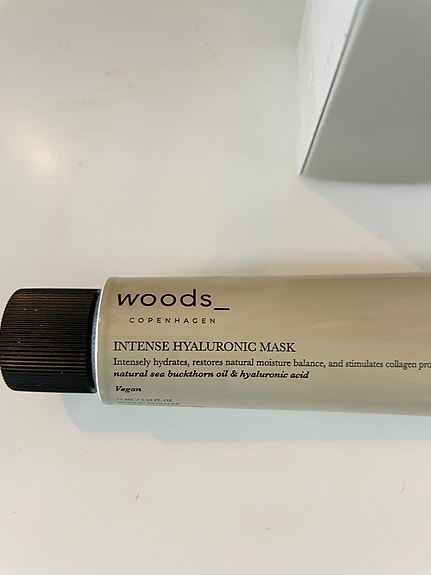 woods_
COPENHAGEN
INTENSE HYALURONIC MASK
Intensely hydrates, restores natural moisture balance, and stimulates collagen pro
natural sea buckthorn oil & hyaluronic acid
Vegan